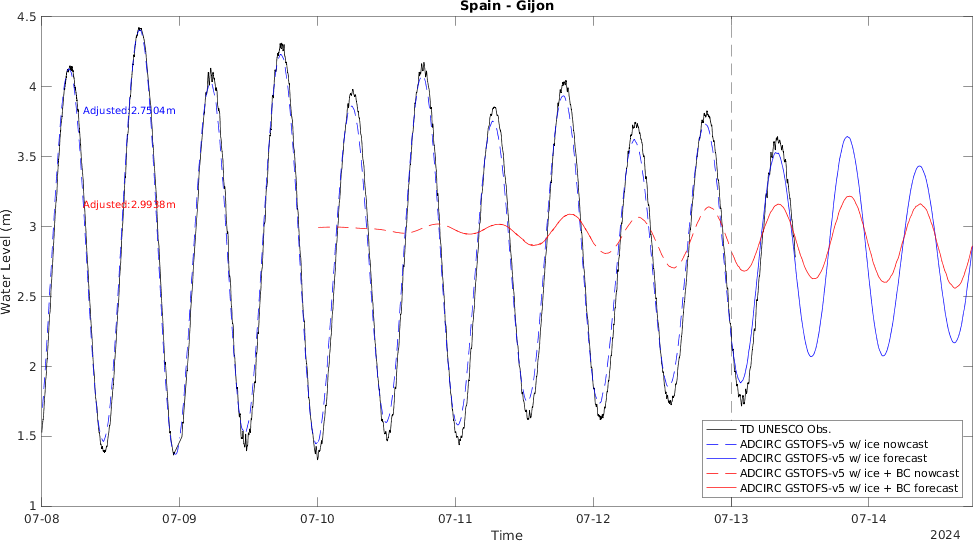 Spain - Gijon
4.5
4
3.5
3
2.5
2
1.5
1
Water Level (m)
Adjusted:2.7504m
Adjusted:2.9938m
TD UNESCO Obs.
ADCIRC GSTOFS-v5 w/ ice nowcast
ADCIRC GSTOFS-v5 w/ ice forecast
ADCIRC GSTOFS-v5 w/ ice + BC nowcast
ADCIRC GSTOFS-v5 w/ ice + BC forecast
07-08 07-09 07-10 07-11 07-12 07-13 07-14
Time
2024